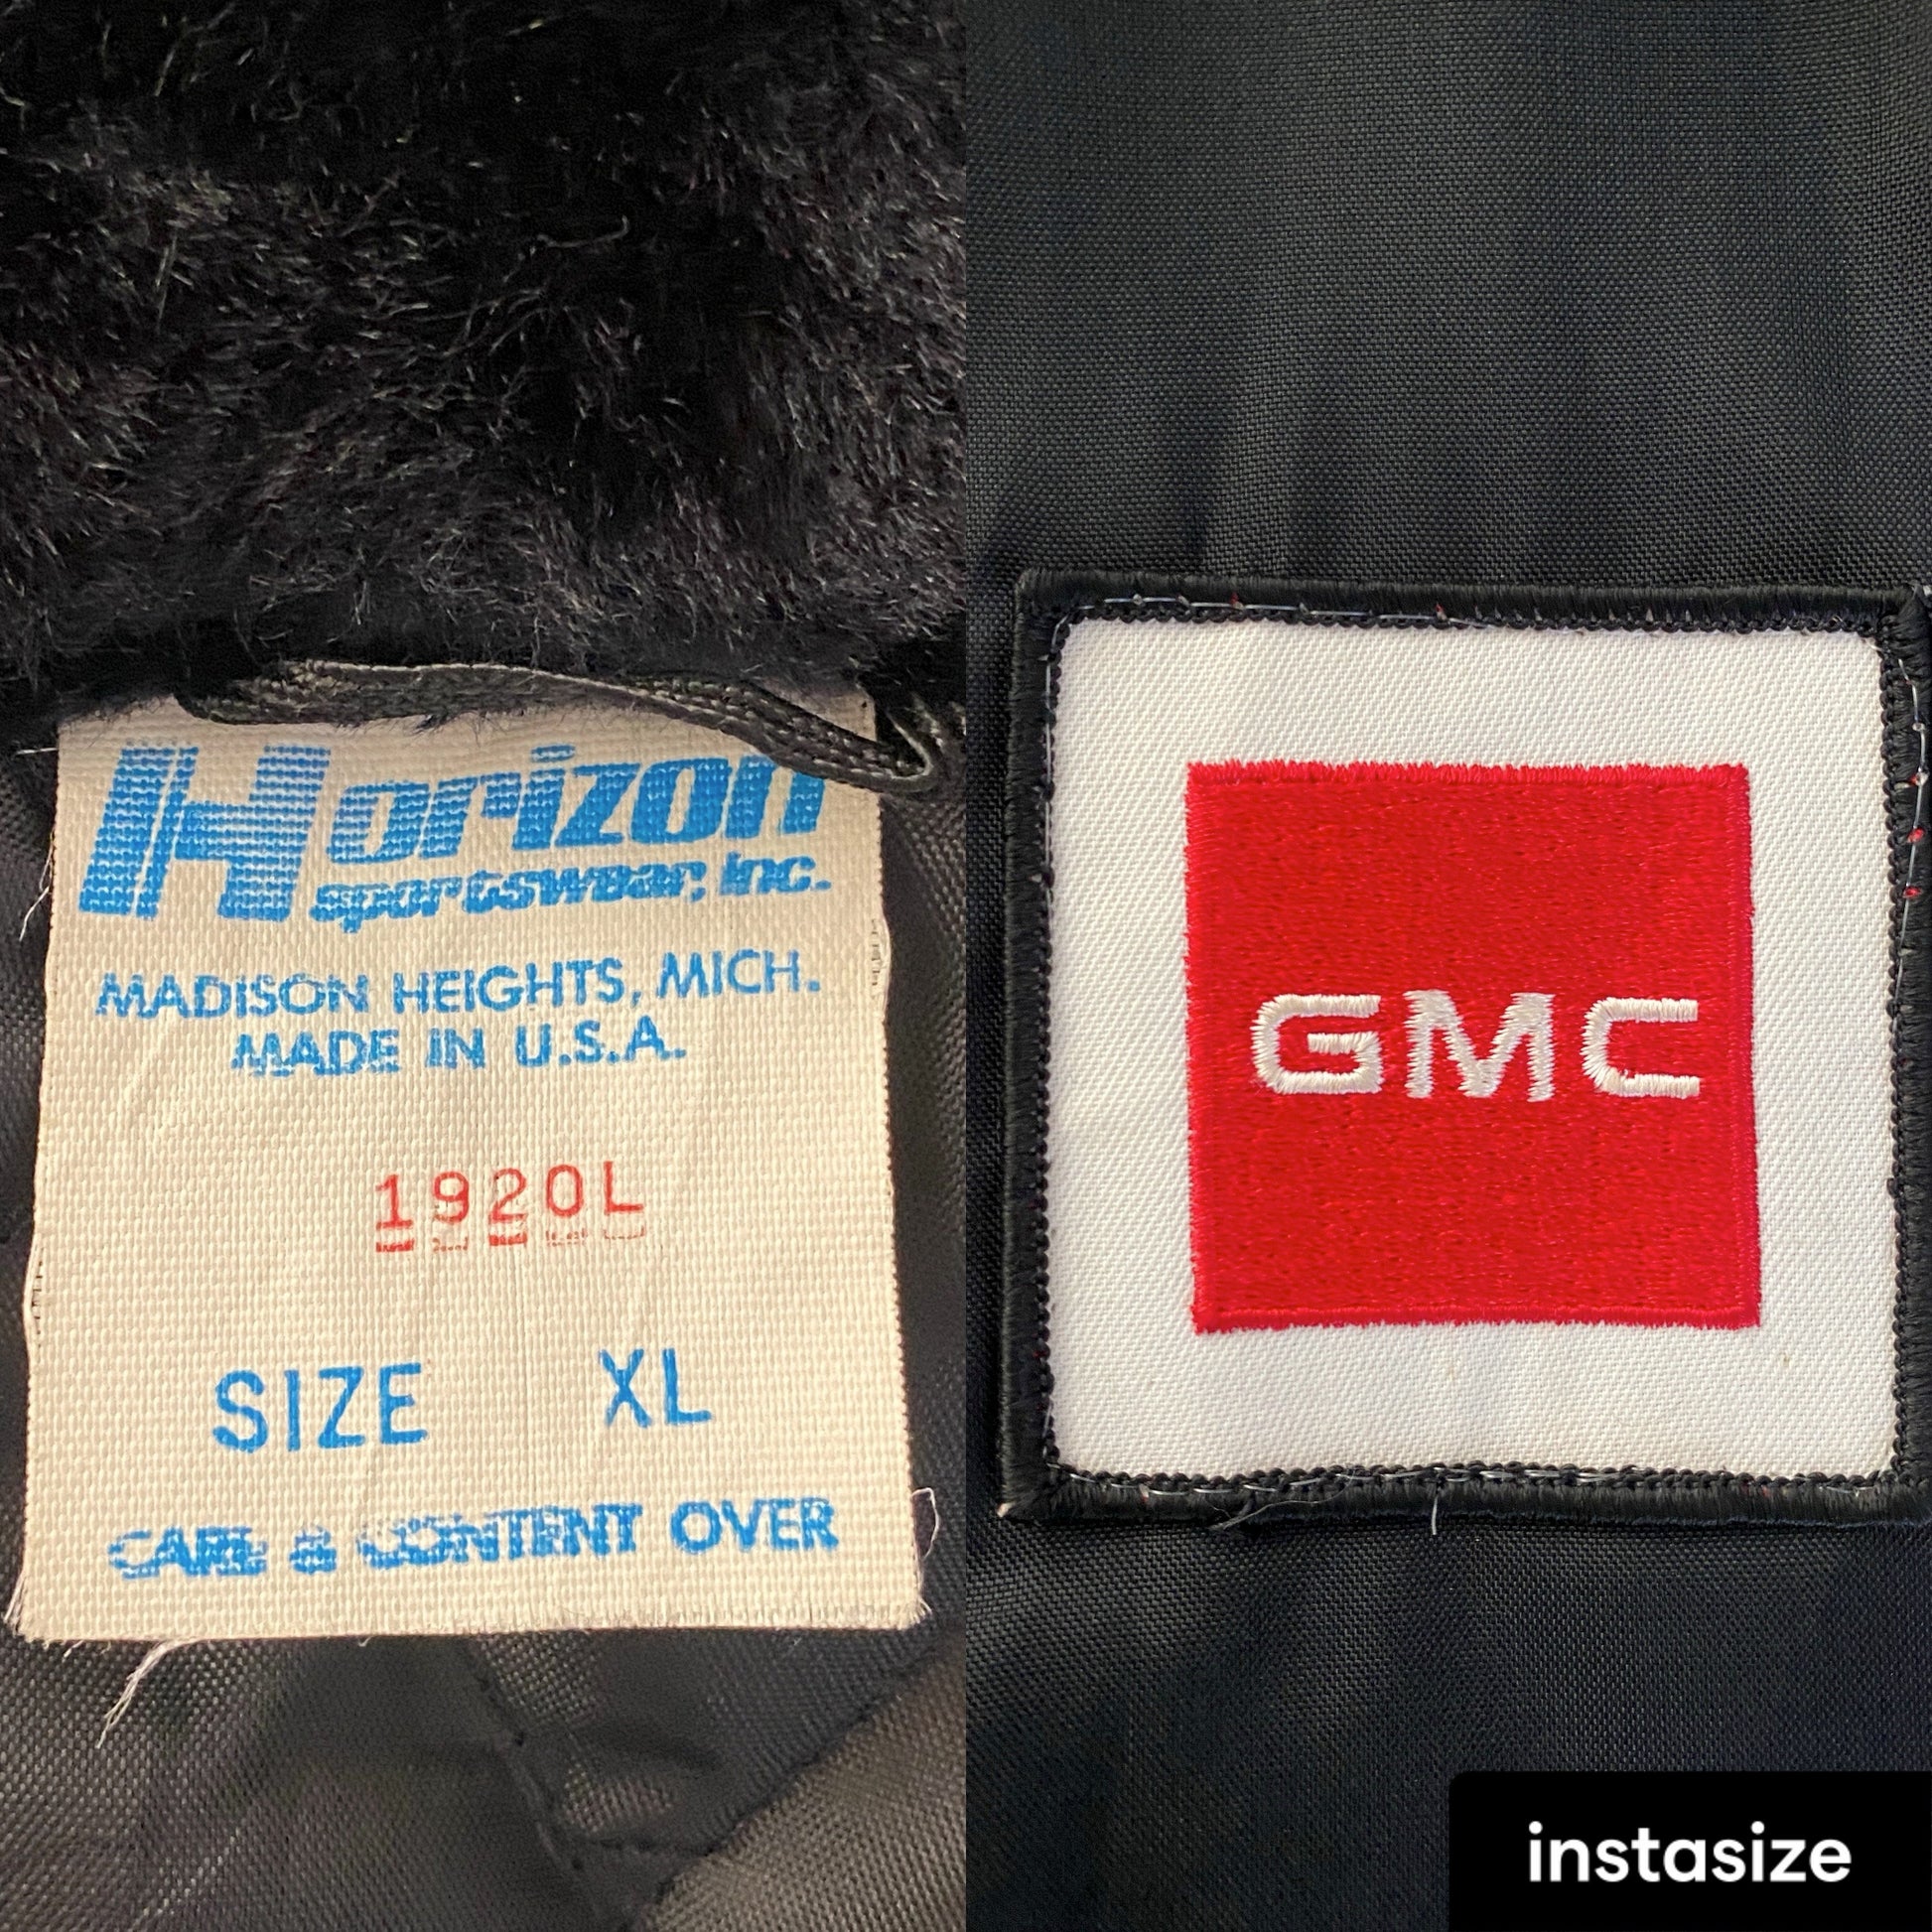 Horizon
sportswear, Inc.
MADISON HEIGHTS, MICH.
MADE IN U.S.A.
1920L
SIZE XL
CARE & CONTENT OVER
GMC
instasize